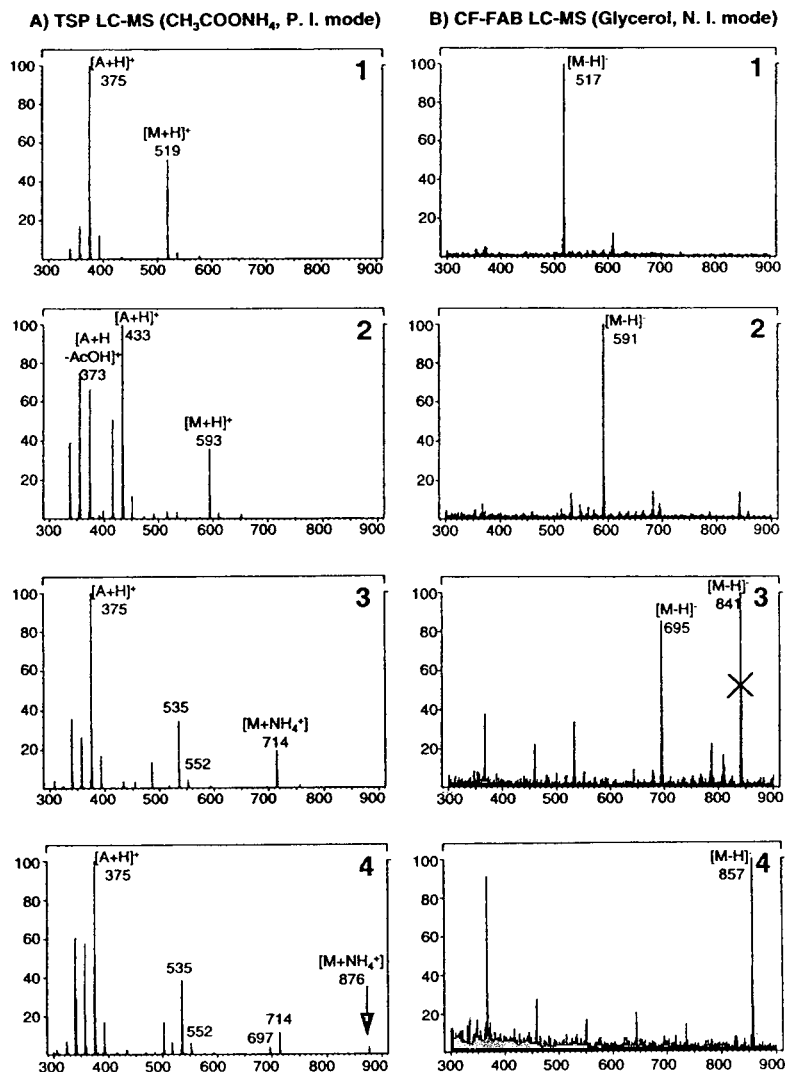 A) TSP LC-MS (CH₃COONH₄, P. I. mode)
B) CF-FAB LC-MS (Glycerol, N. I. mode)
1
[A+H]⁺
375
[M+H]⁺
519
100
80
60
40
20
300 400 500 600 700 800 900
1
[M-H]⁻
517
100
80
60
40
20
300 400 500 600 700 800 900
2
[A+H]⁺
433
[A+H
-AcOH]⁺
373
[M+H]⁺
593
100
80
60
40
20
300 400 500 600 700 800 900
2
[M-H]⁻
591
100
80
60
40
20
300 400 500 600 700 800 900
3
[A+H]⁺
375
535
552
[M+NH₄⁺]
714
100
80
60
40
20
300 400 500 600 700 800 900
3
[M-H]⁻
841
[M-H]⁻
695
100
80
60
40
20
300 400 500 600 700 800 900
4
[A+H]⁺
375
535
552
697
714
[M+NH₄⁺]
876
100
80
60
40
20
300 400 500 600 700 800 900
4
[M-H]⁻
857
100
80
60
40
20
300 400 500 600 700 800 900